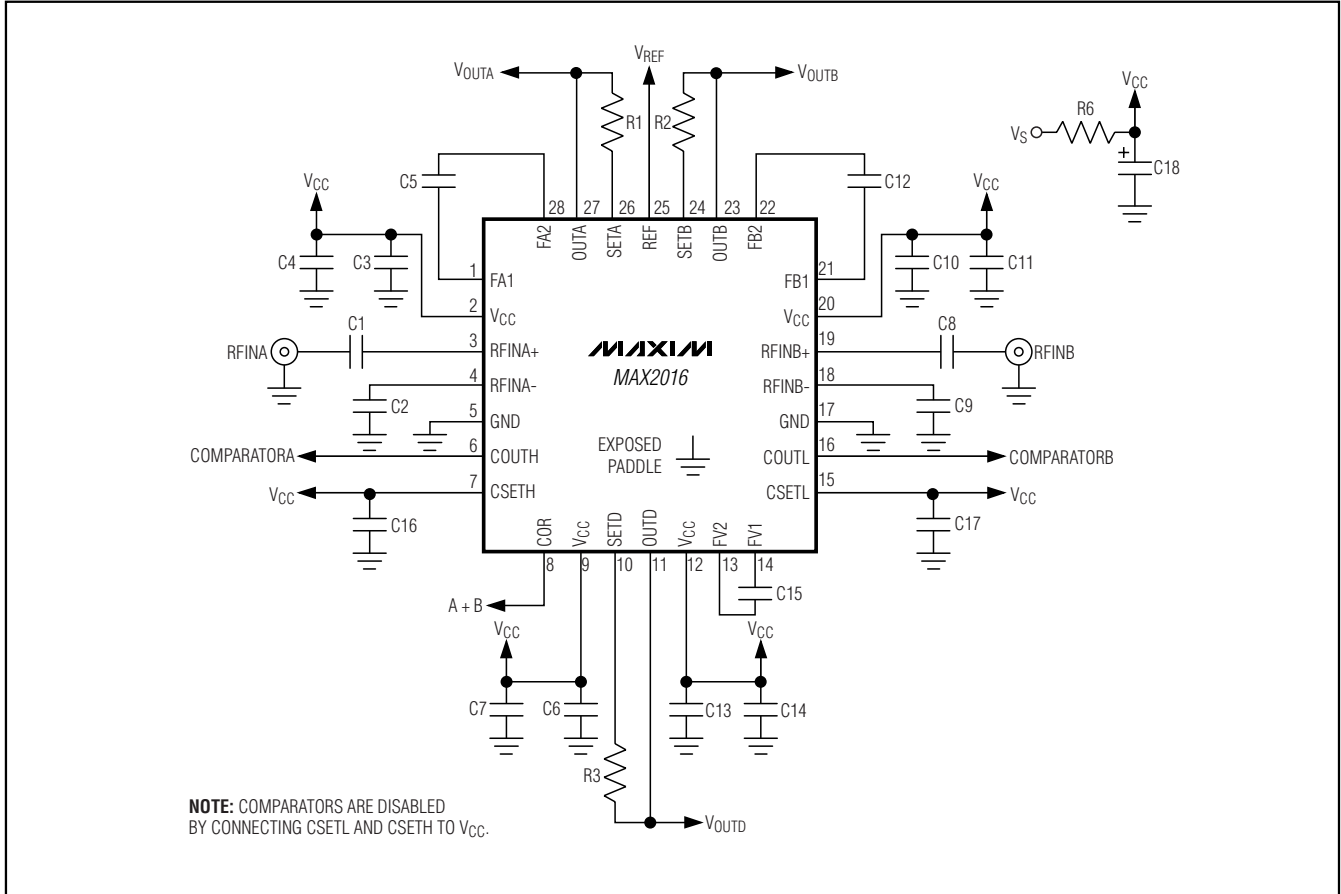 VREF
VOUTA
VOUTB
VCC
R1
R2
R6
VS
+
C18
C5
C12
VCC
VCC
28
27
26
25
24
23
22
FA2
OUTA
SETA
REF
SETB
OUTB
FB2
C4
C3
C10
C11
1
FA1
21
FB1
2
VCC
20
VCC
C1
C8
RFINA
3
RFINA+
MAXIM
19
RFINB+
RFINB
MAX2016
4
RFINA-
18
RFINB-
C2
C9
5
GND
17
GND
EXPOSED
PADDLE
COMPARATORA
6
COUTH
16
COUTL
COMPARATORB
VCC
7
CSETH
15
CSETL
VCC
C16
C17
COR
VCC
SETD
OUTD
VCC
FV2
FV1
8
9
10
11
12
13
14
C15
A + B
VCC
VCC
C7
C6
C13
C14
R3
VOUTD
NOTE: COMPARATORS ARE DISABLED
BY CONNECTING CSETL AND CSETH TO VCC.